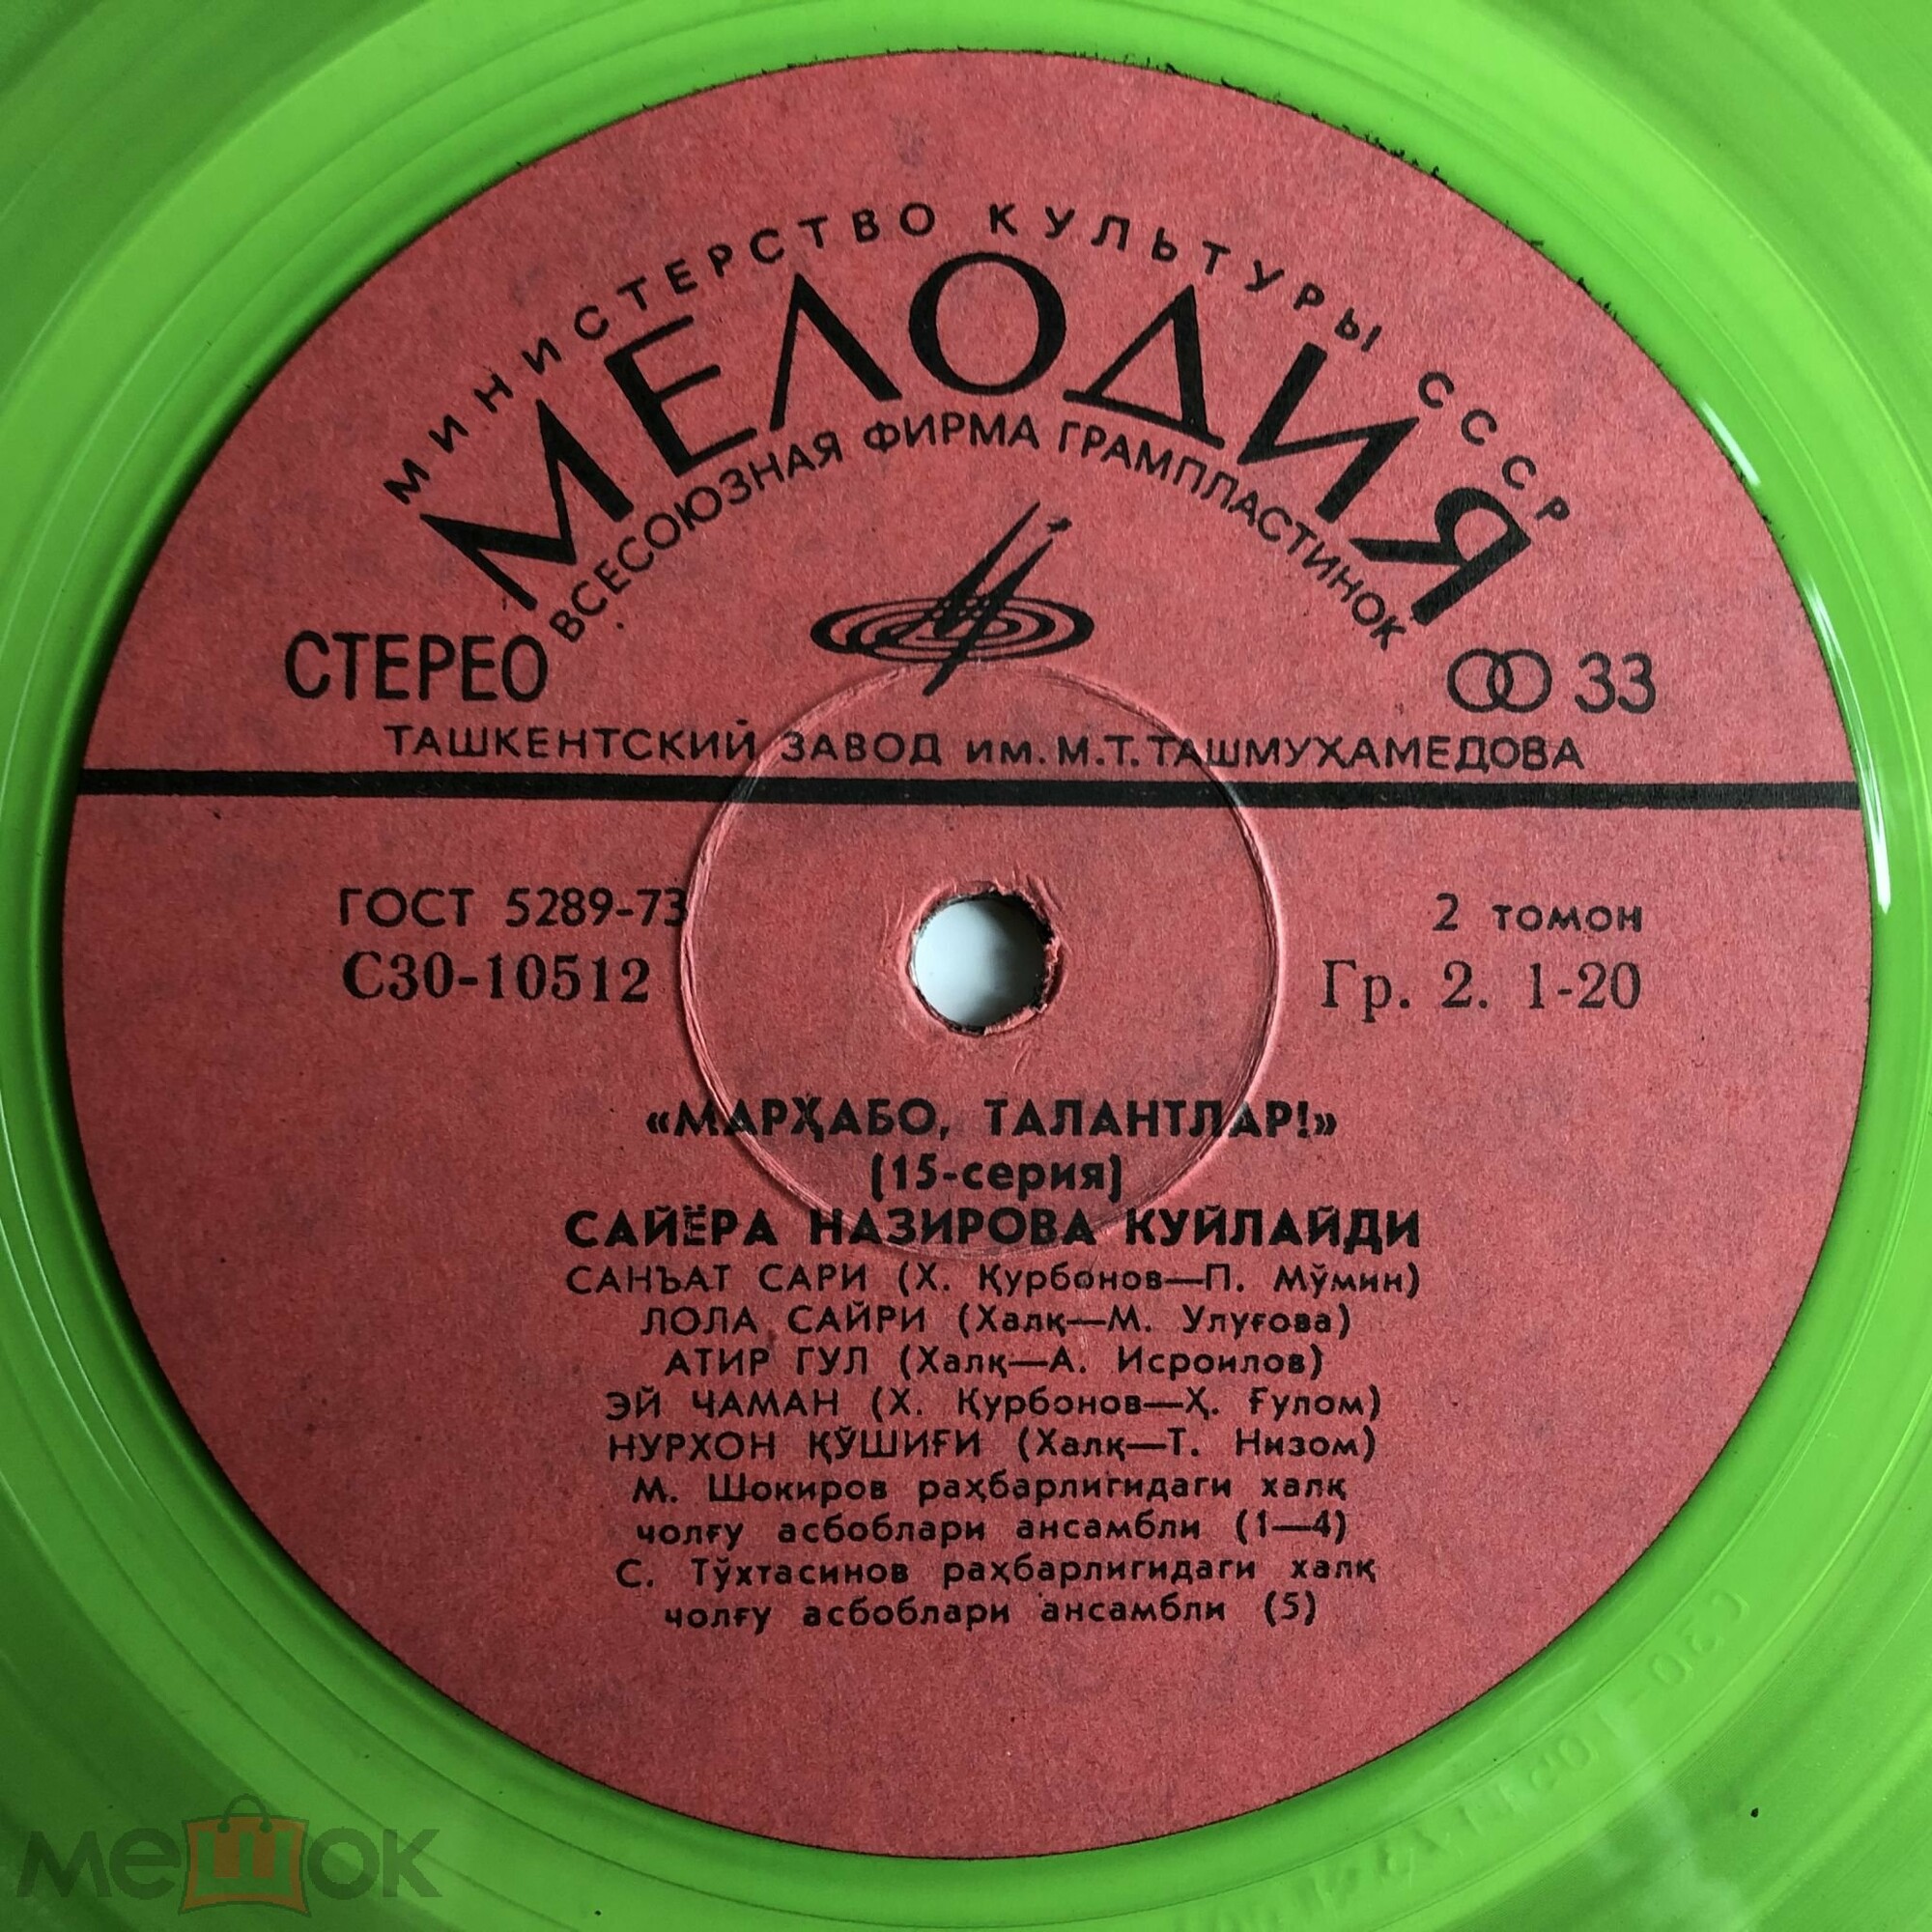 МИНИСТЕРСТВО КУЛЬТУРЫ СССР
МЕЛОДИЯ
ВСЕСОЮЗНАЯ ФИРМА ГРАМПЛАСТИНОК
СТЕРЕО
33
ТАШКЕНТСКИЙ ЗАВОД ИМ. М.Т. ТАШМУХАМЕДОВА
ГОСТ 5289-73
2 томон
С30-10512
Гр. 2. 1-20
«МАРҲАБО, ТАЛАНТЛАР!»
(15-серия)
САЙЁРА НАЗИРОВА КУЙЛАЙДИ
САНЪАТ САРИ (Х. Қурбонов—П. Мўмин)
ЛОЛА САЙРИ (Халқ—М. Улуғова)
АТИР ГУЛ (Халқ—А. Исроилов)
ЭЙ ЧАМАН (Х. Қурбонов—Ҳ. Ғулом)
НУРХОН ҚЎШИҒИ (Халқ—Т. Низом)
М. Шокиров раҳбарлигидаги халқ
чолғу асбоблари ансамбли (1—4)
С. Тўхтасинов раҳбарлигидаги халқ
чолғу асбоблари ансамбли (5)
мешок